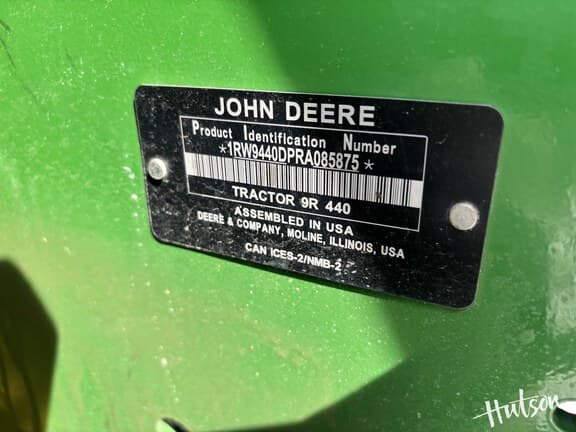 JOHN DEERE
Product Identification Number
*1RW9440DPRA085875*
TRACTOR 9R 440
ASSEMBLED IN USA
DEERE & COMPANY, MOLINE, ILLINOIS, USA
CAN ICES-2/NMB-2
Hutson